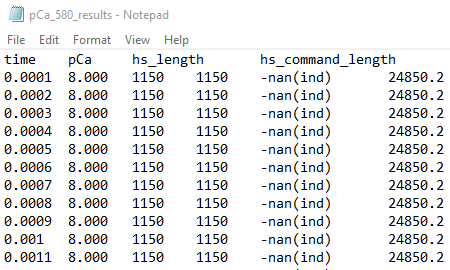 pCa_580_results - Notepad
File Edit Format View Help
time pCa hs_length hs_command_length
0.0001 8.000 1150 1150 -nan(ind) 24850.2
0.0002 8.000 1150 1150 -nan(ind) 24850.2
0.0003 8.000 1150 1150 -nan(ind) 24850.2
0.0004 8.000 1150 1150 -nan(ind) 24850.2
0.0005 8.000 1150 1150 -nan(ind) 24850.2
0.0006 8.000 1150 1150 -nan(ind) 24850.2
0.0007 8.000 1150 1150 -nan(ind) 24850.2
0.0008 8.000 1150 1150 -nan(ind) 24850.2
0.0009 8.000 1150 1150 -nan(ind) 24850.2
0.001 8.000 1150 1150 -nan(ind) 24850.2
0.0011 8.000 1150 1150 -nan(ind) 24850.2